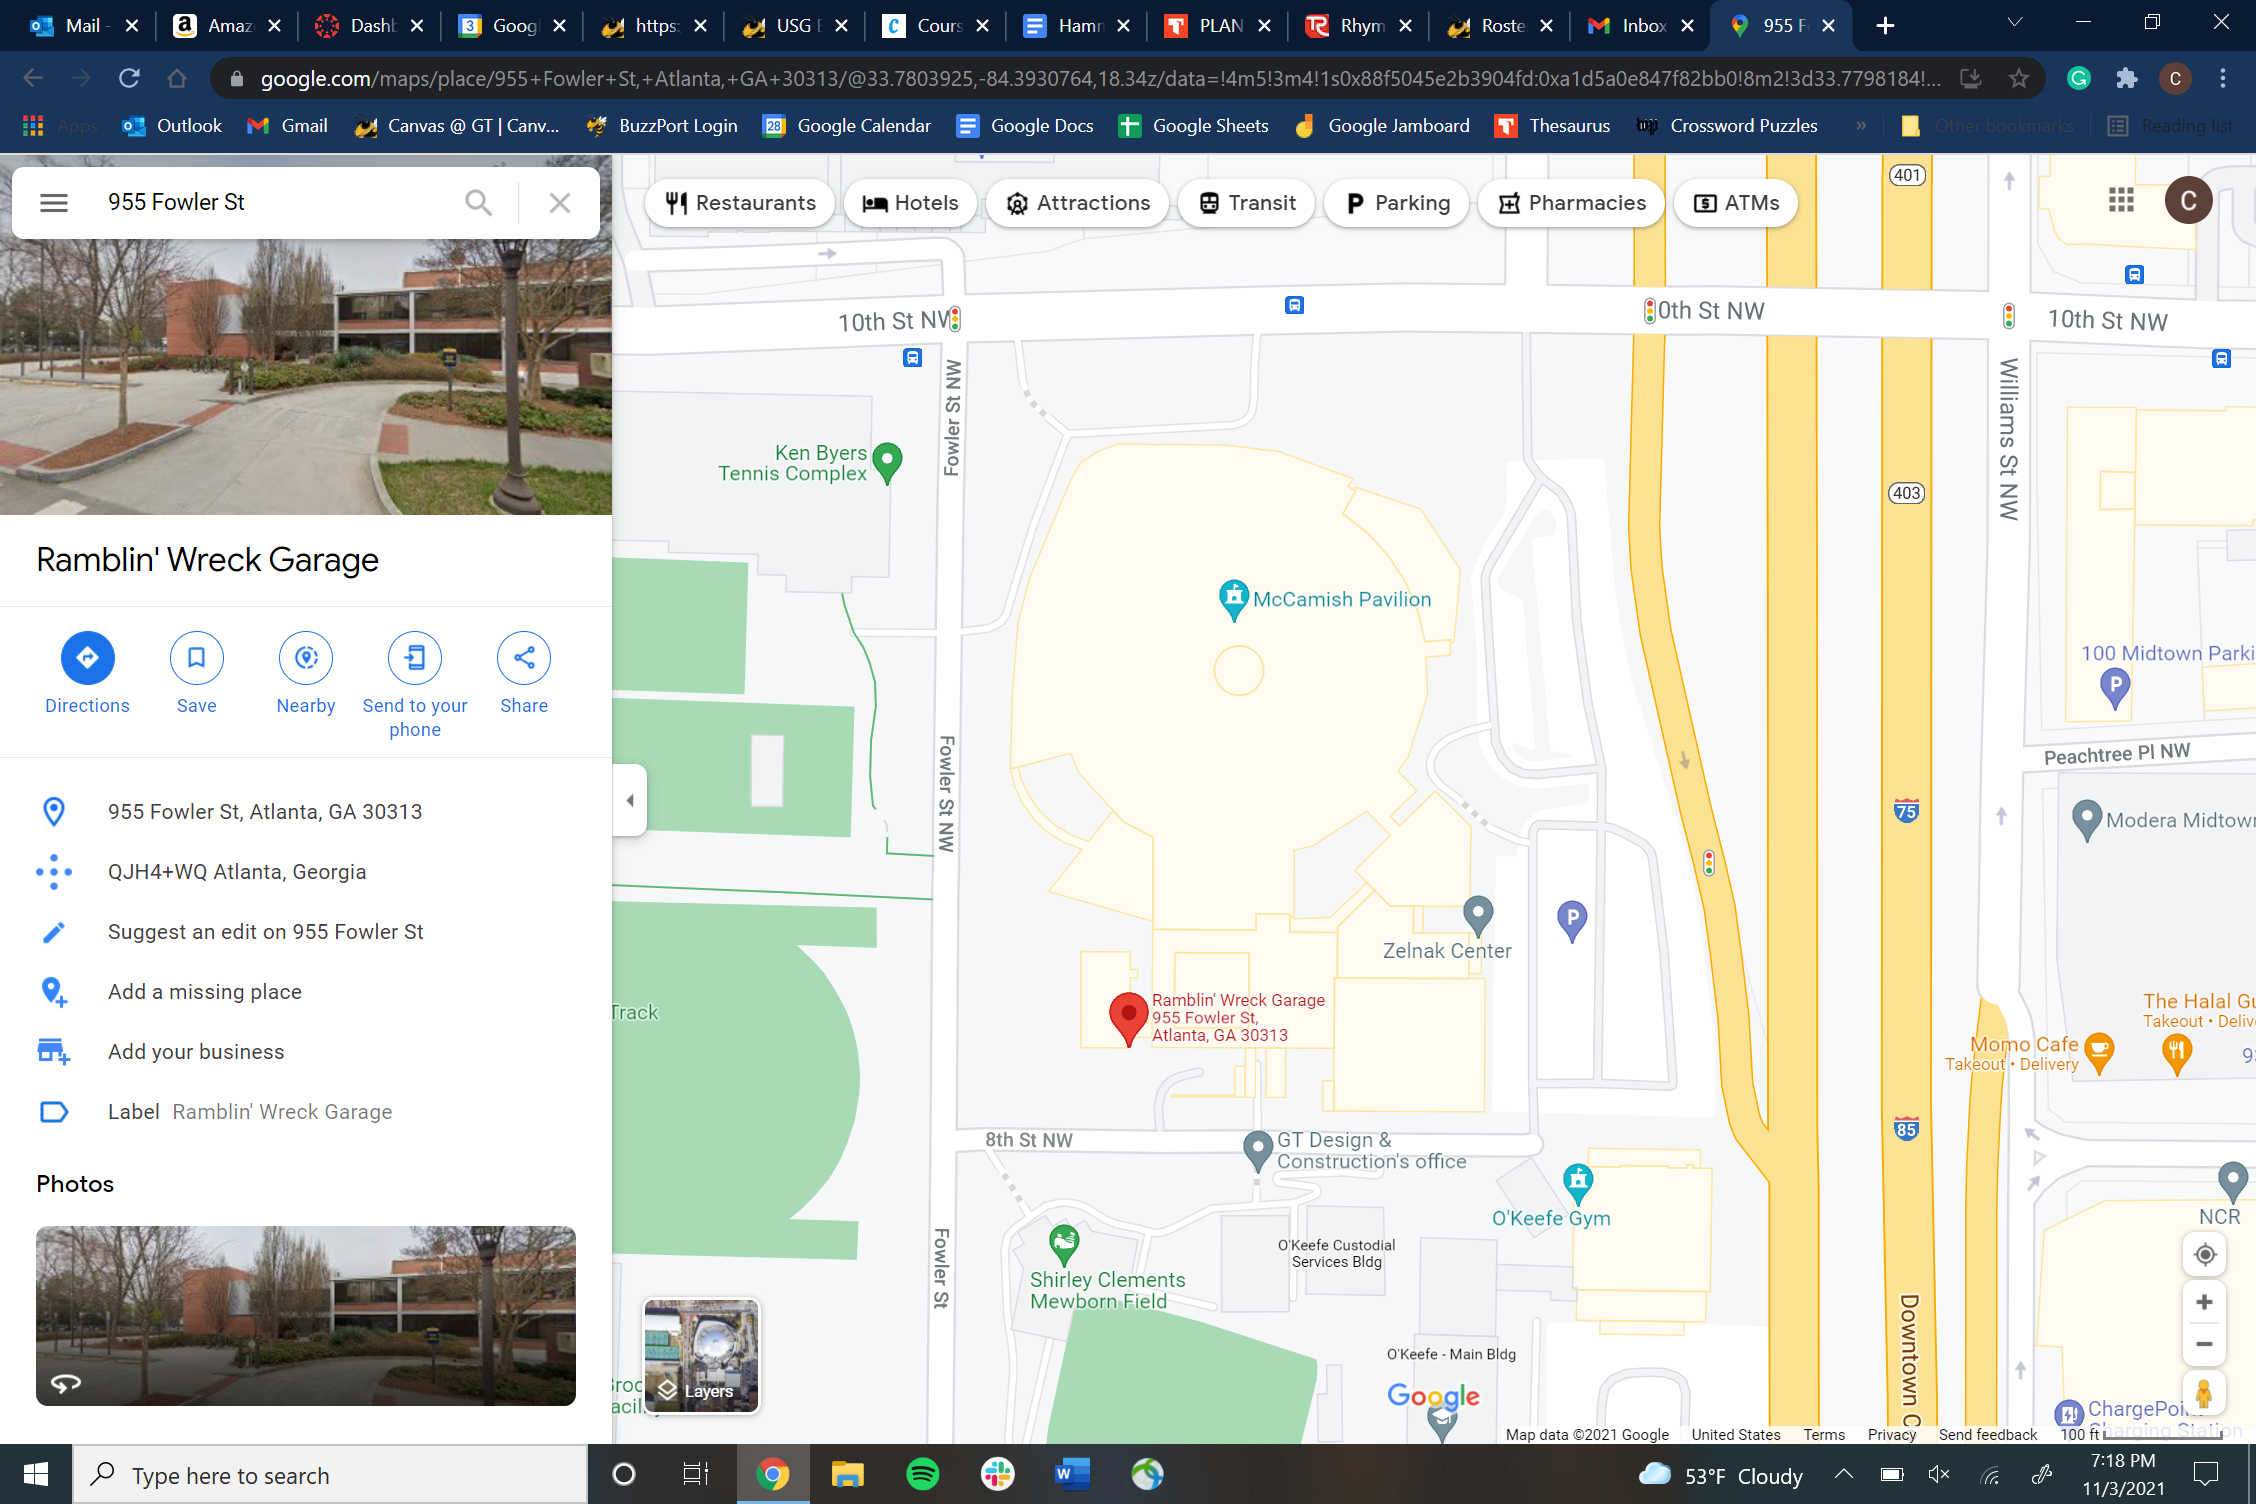 Mail -
Amaz
Dashb
Googl
https:
USG E
Cours
Hamn
PLAN
Rhym
Roste
Inbox
955 F
google.com/maps/place/955+Fowler+St,+Atlanta,+GA+30313/@33.7803925,-84.3930764,18.34z/data=!4m5!3m4!1s0x88f5045e2b3904fd:0xa1d5a0e847f82bb0!8m2!3d33.7798184!...
C
Apps
Outlook
Gmail
Canvas @ GT | Canv...
BuzzPort Login
Google Calendar
Google Docs
Google Sheets
Google Jamboard
Thesaurus
Crossword Puzzles
»
Other bookmarks
Reading list
955 Fowler St
Restaurants
Hotels
Attractions
Transit
Parking
Pharmacies
ATMs
C
Ramblin' Wreck Garage
Directions
Save
Nearby
Send to your
phone
Share
955 Fowler St, Atlanta, GA 30313
QJH4+WQ Atlanta, Georgia
Suggest an edit on 955 Fowler St
Add a missing place
Add your business
Label Ramblin' Wreck Garage
Photos
401
10th St NW
0th St NW
10th St NW
Fowler St NW
Williams St NW
Ken Byers
Tennis Complex
403
McCamish Pavilion
100 Midtown Parki
P
Fowler St NW
Peachtree Pl NW
75
Modera Midtown
P
Zelnak Center
Track
Ramblin' Wreck Garage
955 Fowler St,
Atlanta, GA 30313
The Halal Gu
Takeout • Deliv
Momo Cafe
Takeout • Delivery
93
85
8th St NW
GT Design &
Construction's office
O'Keefe Gym
NCR
Fowler St
O'Keefe Custodial
Services Bldg
Shirley Clements
Mewborn Field
Downtown C
O'Keefe - Main Bldg
Layers
Google
ChargePoin
Charging Station
Map data ©2021 Google
United States
Terms
Privacy
Send feedback
100 ft
Type here to search
53°F Cloudy
7:18 PM
11/3/2021